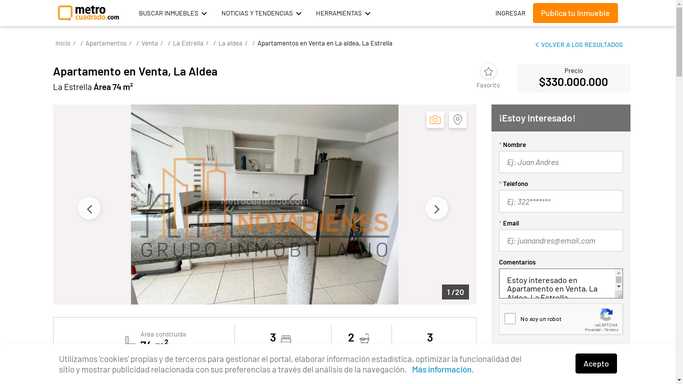 metro
cuadrado.com
BUSCAR INMUEBLES
NOTICIAS Y TENDENCIAS
HERRAMIENTAS
INGRESAR
Publica tu inmueble
Inicio / / Apartamentos / / Venta / / La Estrella / / La aldea / / Apartamentos en Venta en La aldea, La Estrella
VOLVER A LOS RESULTADOS
Apartamento en Venta, La Aldea
La Estrella Área 74 m²
Favorito
Precio
$330.000.000
metrocuadrado.com
NOVABIENES
GRUPO INMOBILIARIO
1 / 20
¡Estoy Interesado!
* Nombre
Ej: Juan Andres
* Teléfono
Ej: 322*******
* Email
Ej: juanandres@email.com
Comentarios
Estoy interesado en
Apartamento en Venta, La
Aldea, La Estrella
No soy un robot
reCAPTCHA
Privacidad - Términos
Área construida
74 m²
3
2
3
Utilizamos 'cookies' propias y de terceros para gestionar el portal, elaborar información estadística, optimizar la funcionalidad del
sitio y mostrar publicidad relacionada con sus preferencias a través del análisis de la navegación. Más información.
Acepto